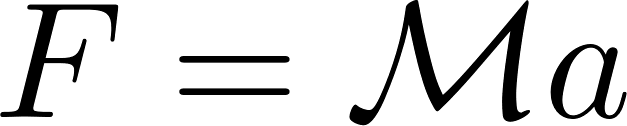 F = ℳa